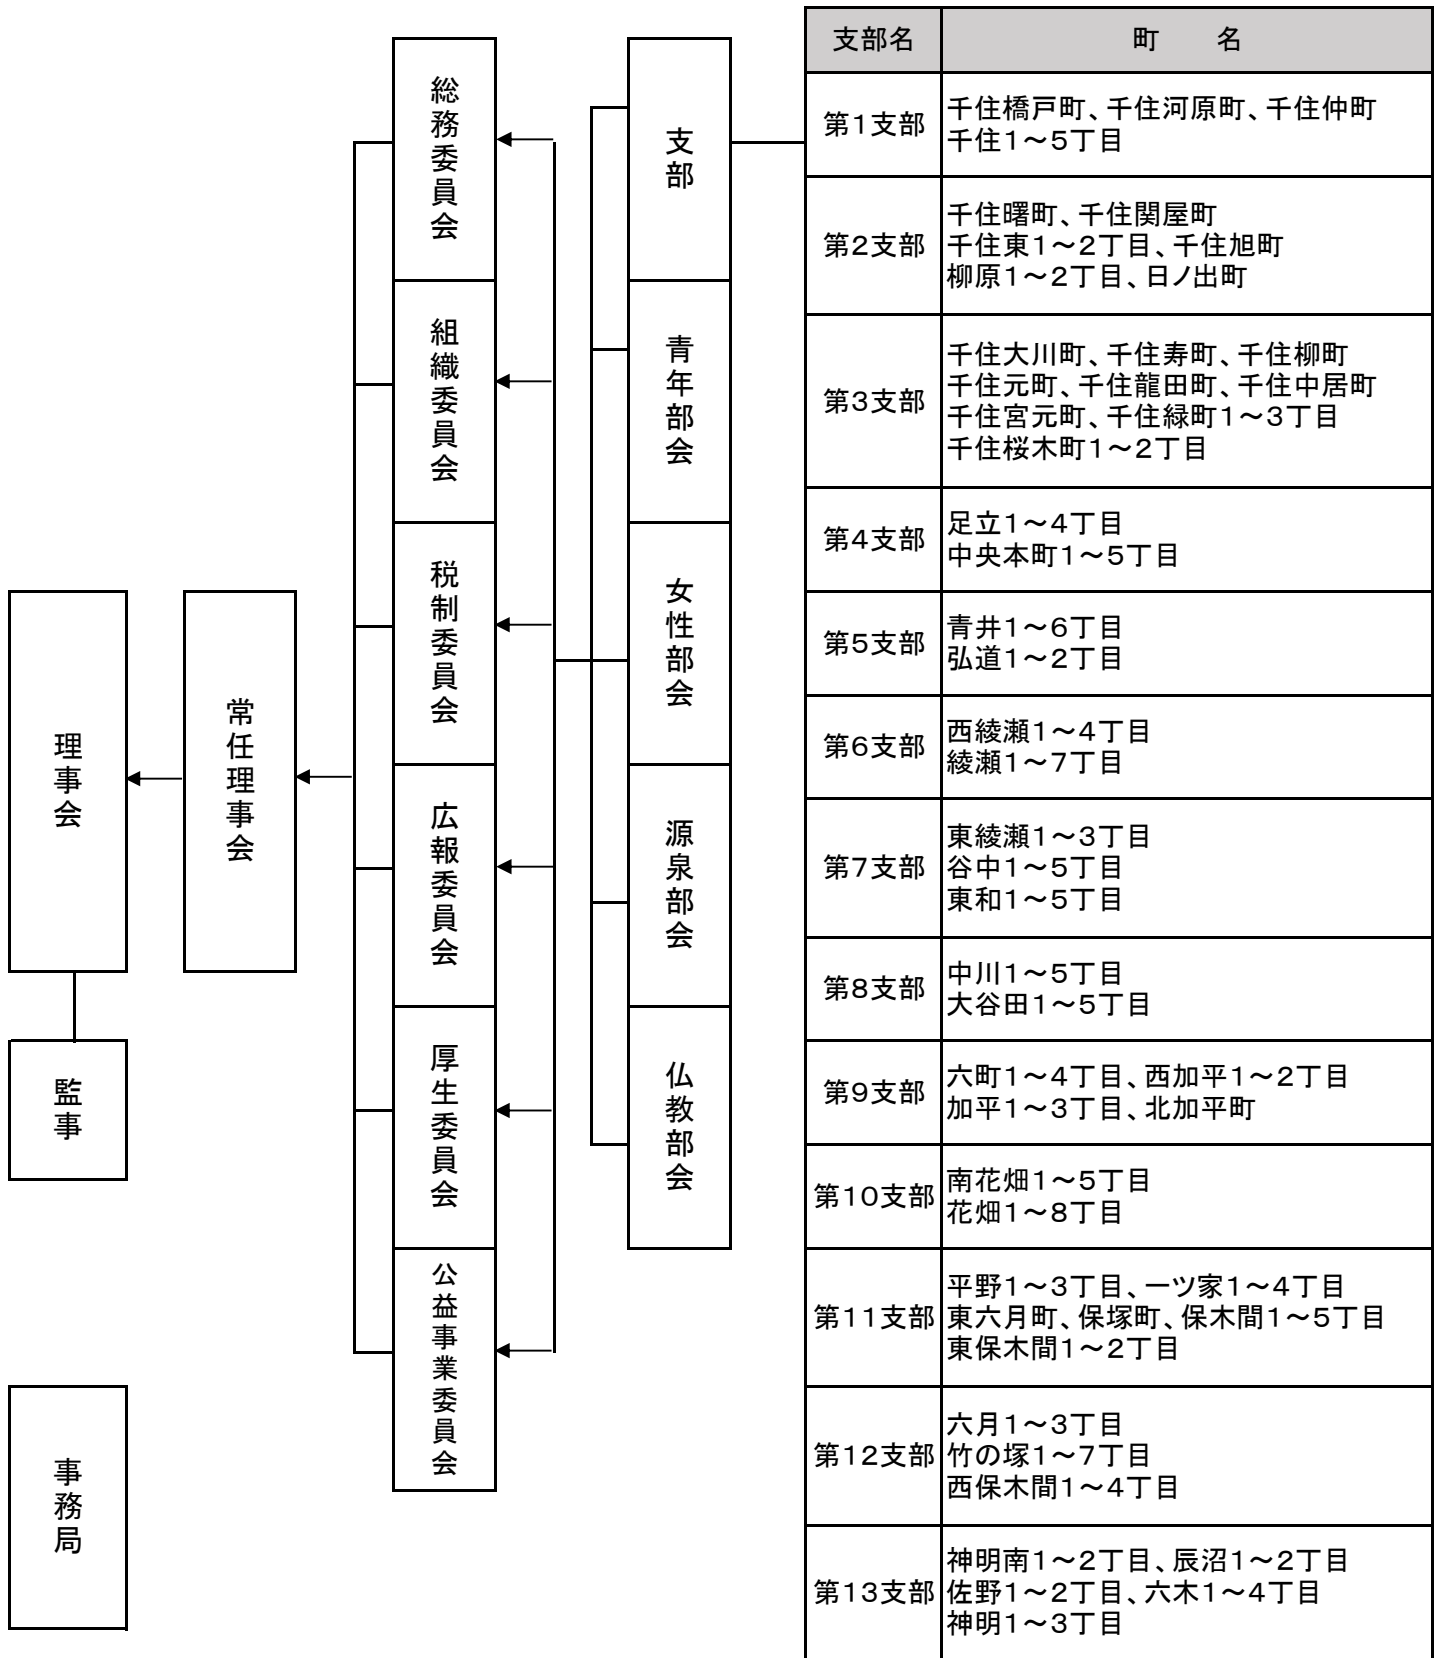 理事会
監事
事務局
常任理事会
総務委員会
組織委員会
税制委員会
広報委員会
厚生委員会
公益事業委員会
支部
青年部会
女性部会
源泉部会
仏教部会
支部名
町　　名
第1支部
千住橋戸町、千住河原町、千住仲町
千住1～5丁目
第2支部
千住曙町、千住関屋町
千住東1～2丁目、千住旭町
柳原1～2丁目、日ノ出町
第3支部
千住大川町、千住寿町、千住柳町
千住元町、千住龍田町、千住中居町
千住宮元町、千住緑町1～3丁目
千住桜木町1～2丁目
第4支部
足立1～4丁目
中央本町1～5丁目
第5支部
青井1～6丁目
弘道1～2丁目
第6支部
西綾瀬1～4丁目
綾瀬1～7丁目
第7支部
東綾瀬1～3丁目
谷中1～5丁目
東和1～5丁目
第8支部
中川1～5丁目
大谷田1～5丁目
第9支部
六町1～4丁目、西加平1～2丁目
加平1～3丁目、北加平町
第10支部
南花畑1～5丁目
花畑1～8丁目
第11支部
平野1～3丁目、一ツ家1～4丁目
東六月町、保塚町、保木間1～5丁目
東保木間1～2丁目
第12支部
六月1～3丁目
竹の塚1～7丁目
西保木間1～4丁目
第13支部
神明南1～2丁目、辰沼1～2丁目
佐野1～2丁目、六木1～4丁目
神明1～3丁目